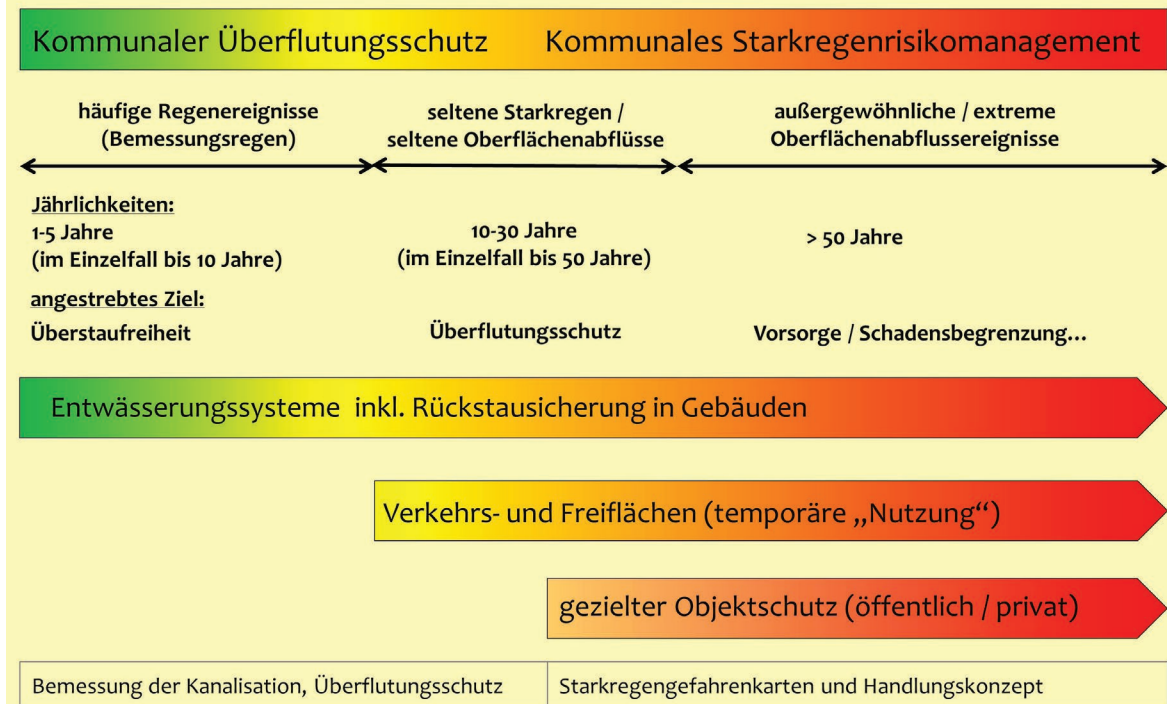 Kommunaler Überflutungsschutz Kommunales Starkregenrisikomanagement
häufige Regenereignisse
(Bemessungsregen)
seltene Starkregen /
seltene Oberflächenabflüsse
außergewöhnliche / extreme
Oberflächenabflussereignisse
Jährlichkeiten:
1-5 Jahre
(im Einzelfall bis 10 Jahre)
10-30 Jahre
(im Einzelfall bis 50 Jahre)
> 50 Jahre
angestrebtes Ziel:
Überstaufreiheit
Überflutungsschutz
Vorsorge / Schadensbegrenzung...
Entwässerungssysteme inkl. Rückstausicherung in Gebäuden
Verkehrs- und Freiflächen (temporäre „Nutzung“)
gezielter Objektschutz (öffentlich / privat)
Bemessung der Kanalisation, Überflutungsschutz
Starkregengefahrenkarten und Handlungskonzept